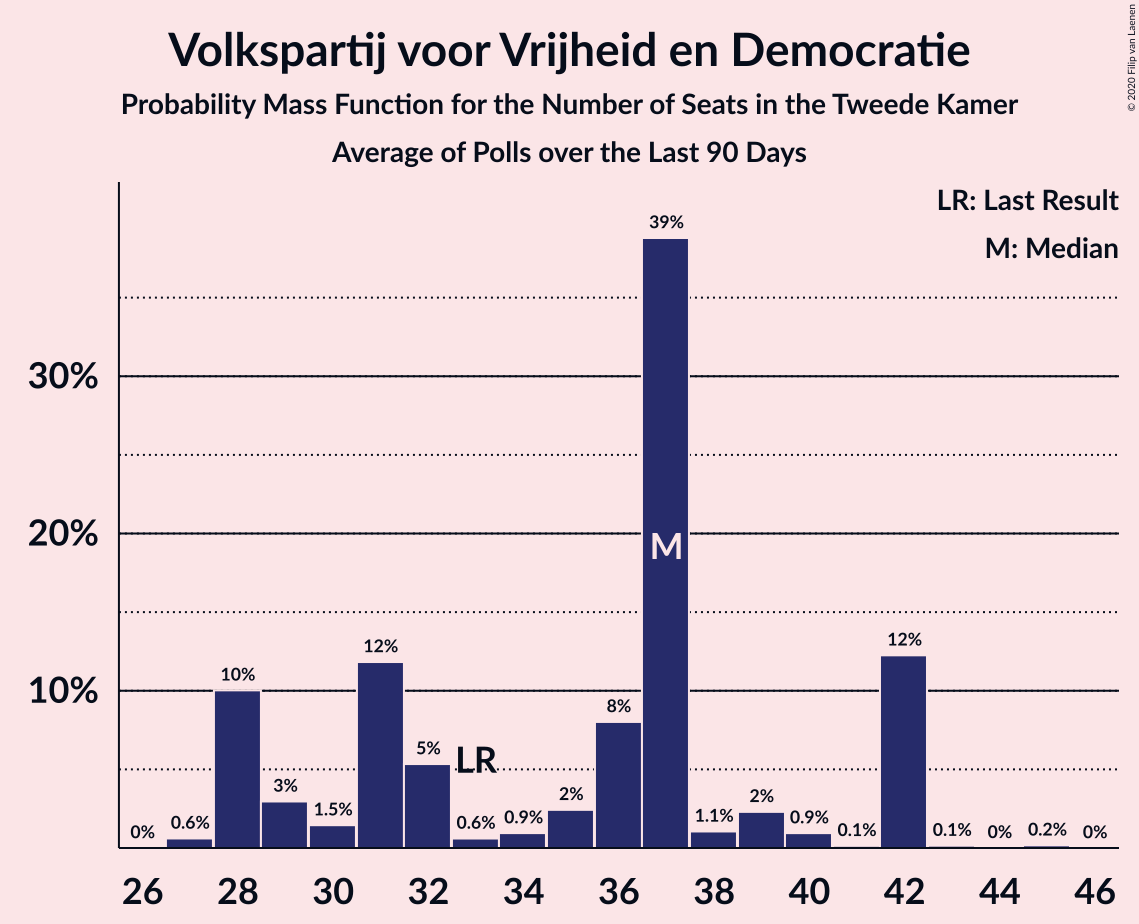 Volkspartij voor Vrijheid en Democratie
Probability Mass Function for the Number of Seats in the Tweede Kamer
Average of Polls over the Last 90 Days
© 2020 Filip van Laenen
LR: Last Result
M: Median
30%
20%
10%
0%
0.6%
10%
3%
1.5%
12%
5%
LR
0.6%
0.9%
2%
8%
39%
M
1.1%
2%
0.9%
0.1%
12%
0.1%
0%
0.2%
0%
26 28 30 32 34 36 38 40 42 44 46